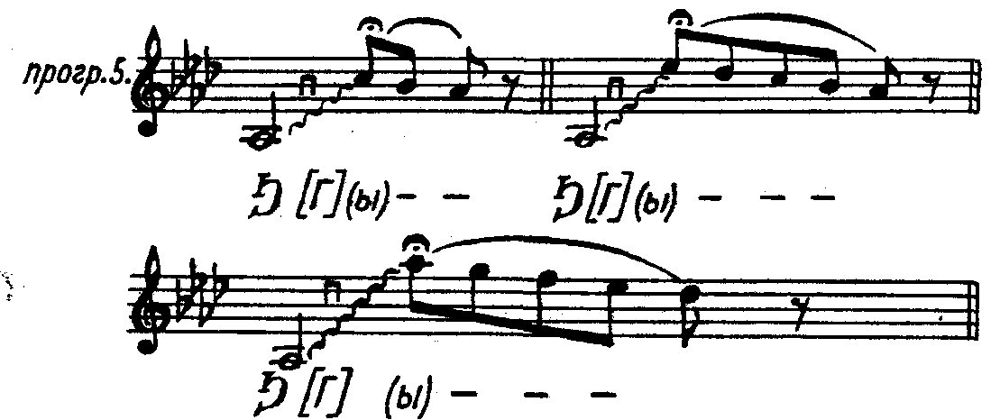 прогр.5.
[Г] (ы) – – [Г] (ы) – – –
[Г] (ы) – – –